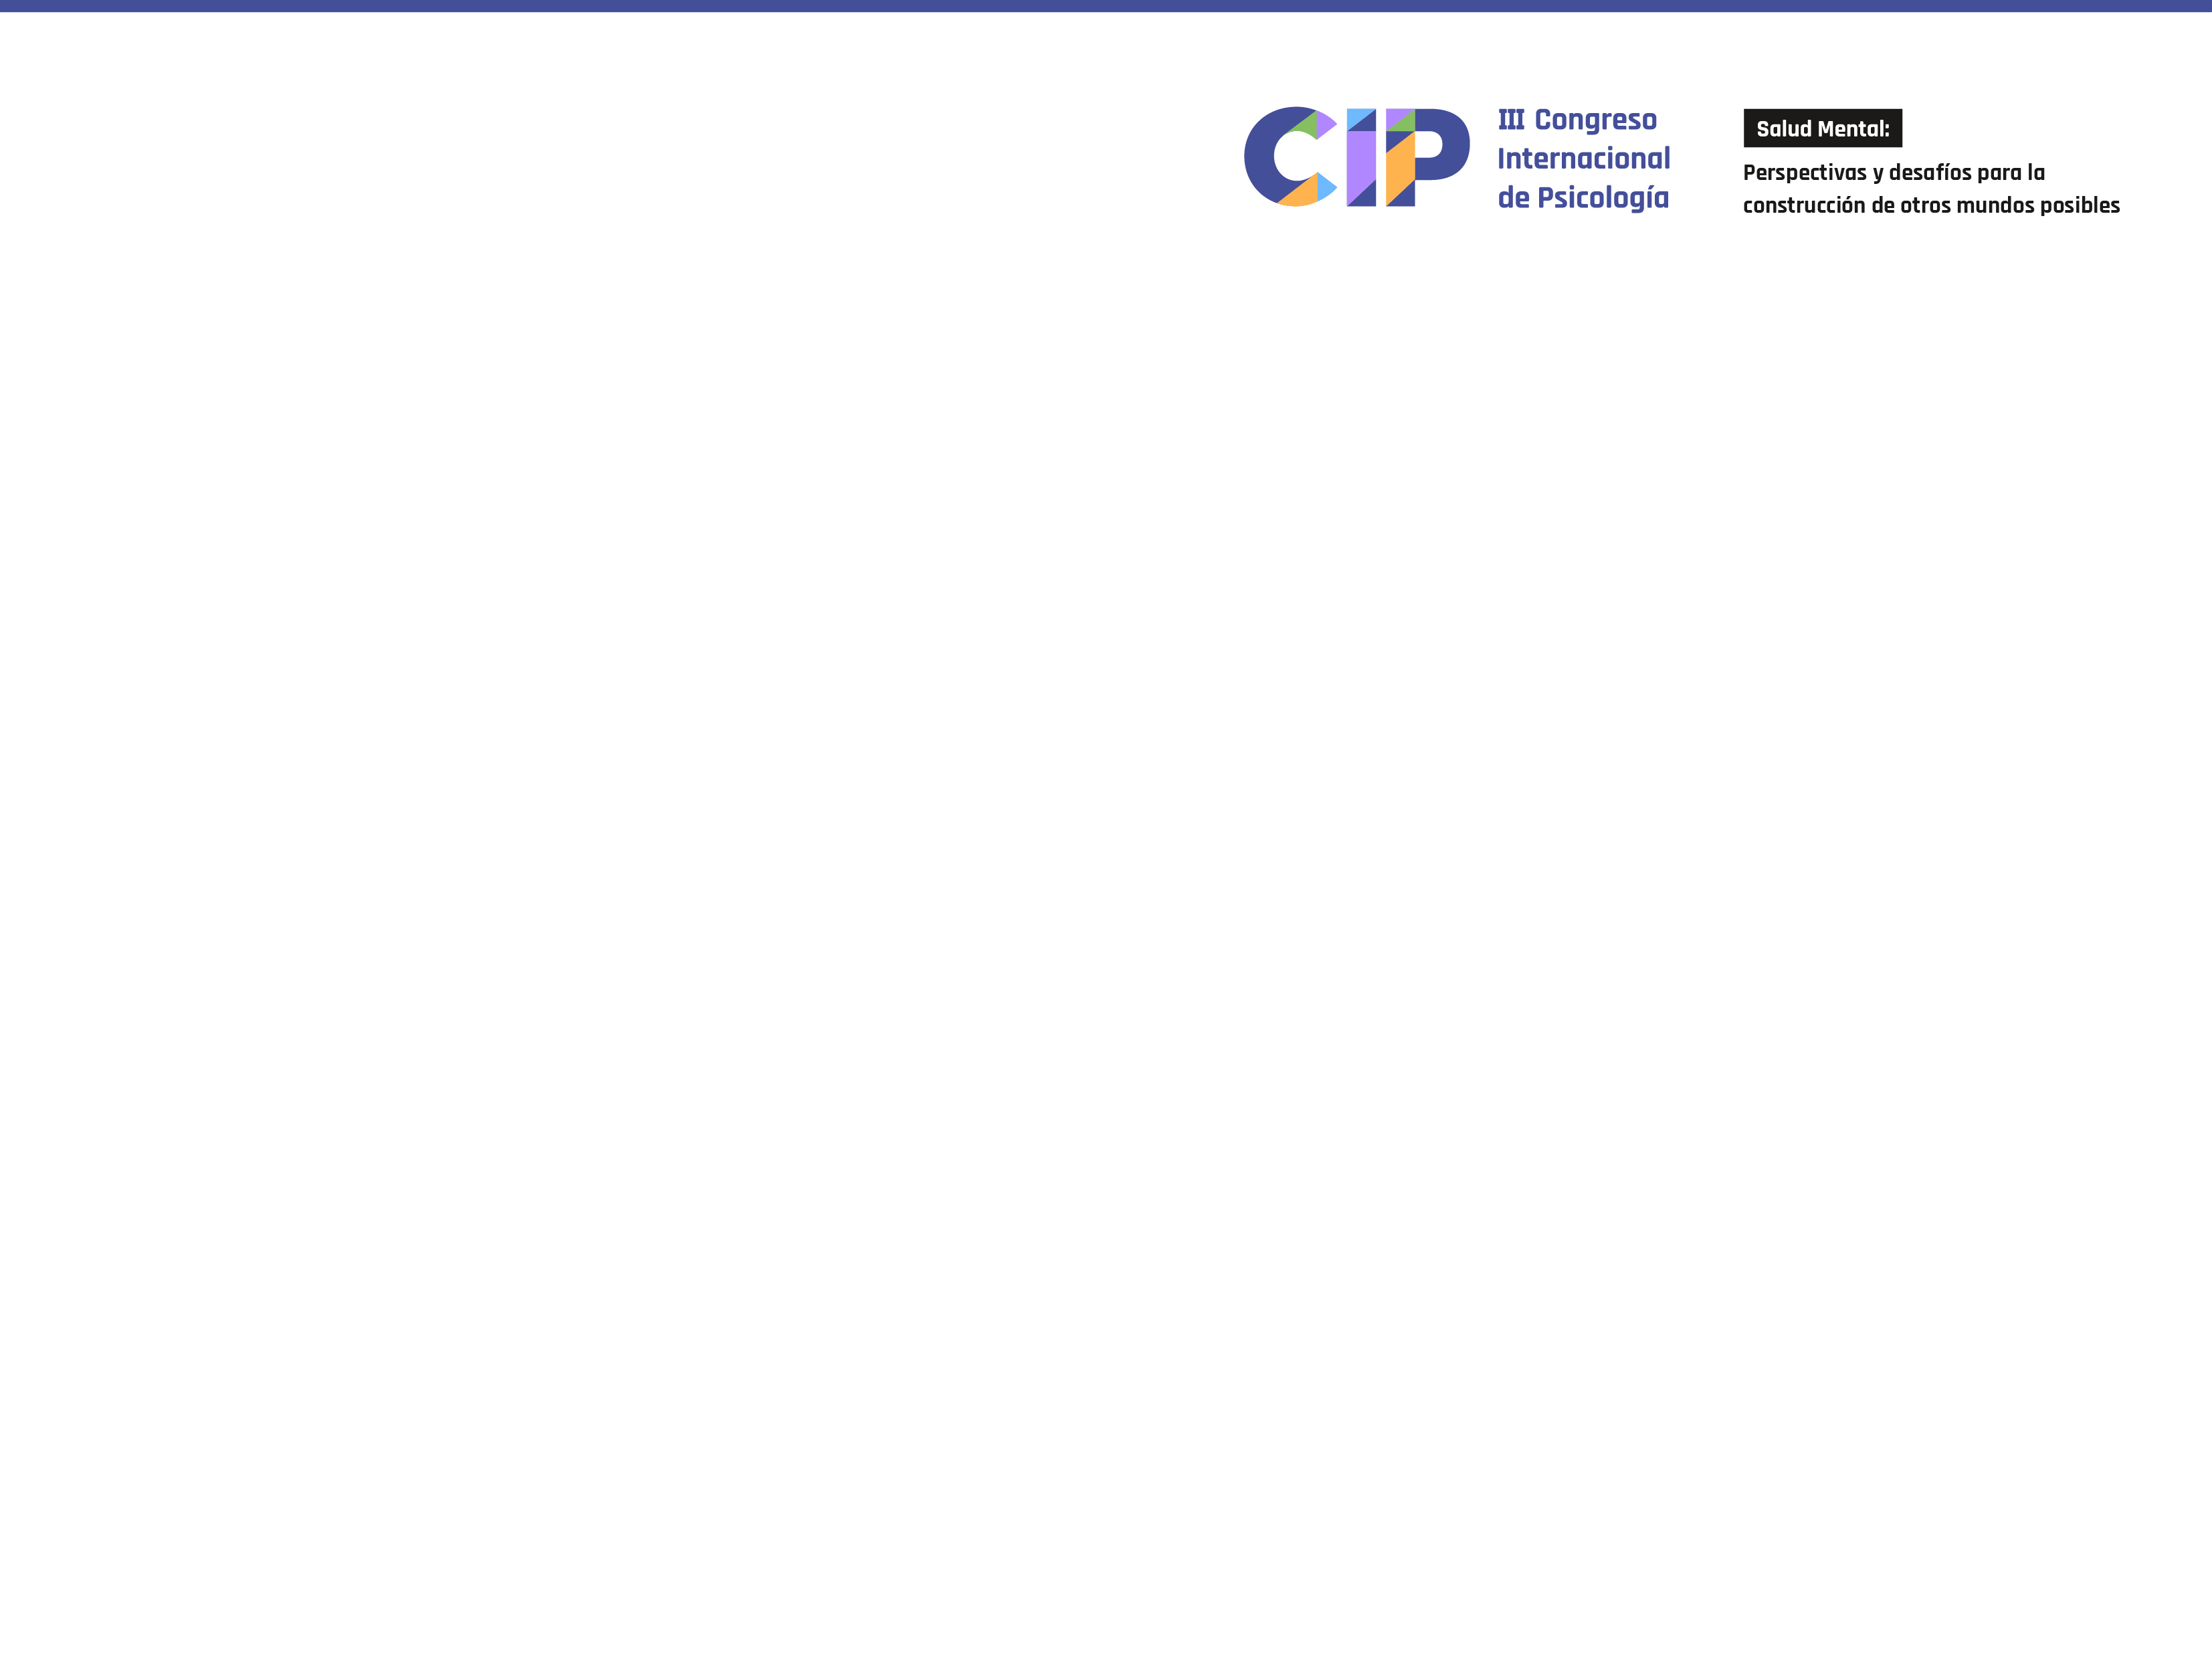 CIP
III Congreso
Internacional
de Psicología
Salud Mental:
Perspectivas y desafíos para la
construcción de otros mundos posibles